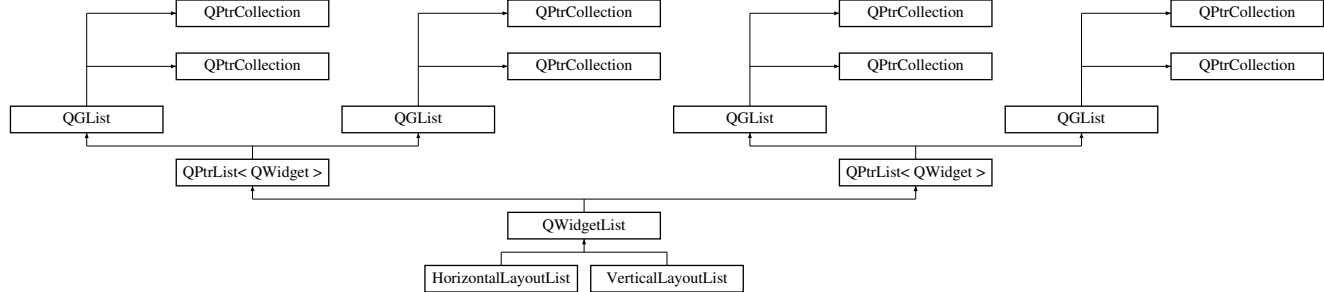 QPtrCollection QPtrCollection QPtrCollection QPtrCollection
QPtrCollection QPtrCollection QPtrCollection QPtrCollection
QGList QGList QGList QGList
QPtrList< QWidget > QPtrList< QWidget >
QWidgetList
HorizontalLayoutList VerticalLayoutList